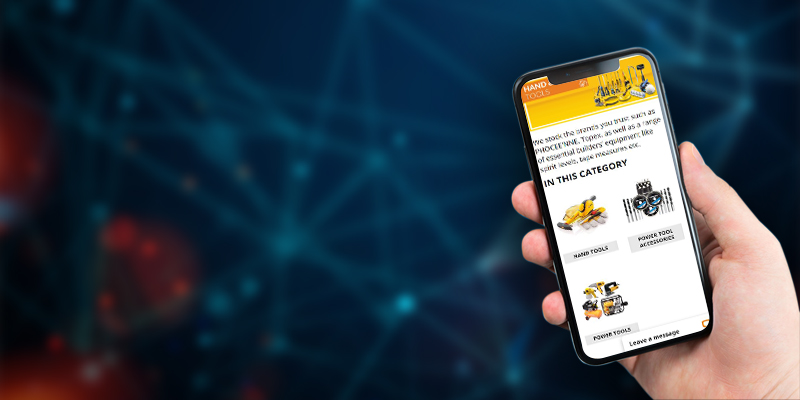 HAND
TOOLS
We stock the brands you trust such as
PHOCEENNE, Topex, as well as a range
of essential builders' equipment like
spirit levels, tape measures etc.
IN THIS CATEGORY
HAND TOOLS
POWER TOOL
ACCESSORIES
POWER TOOLS
Leave a message